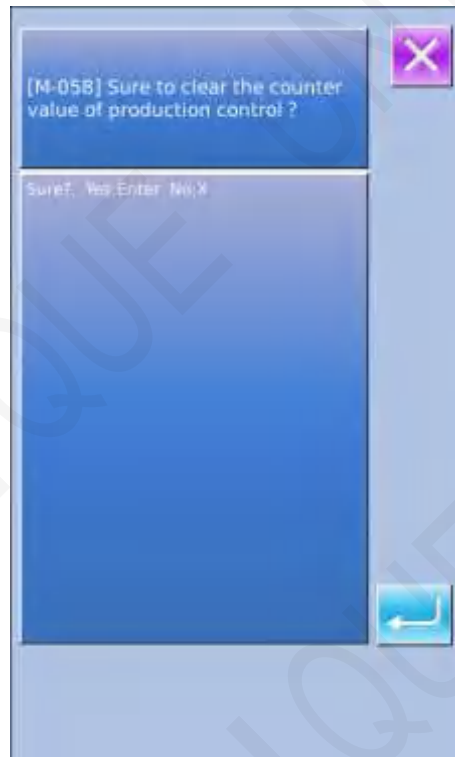 [M-058] Sure to clear the counter
value of production control ?
Sure?, Yes:Enter No:X